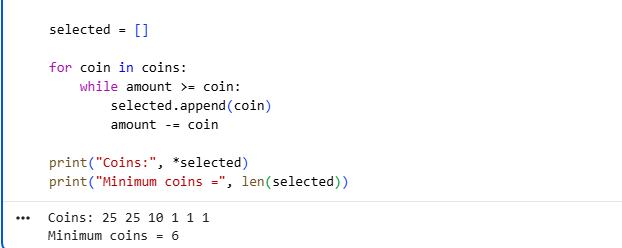 selected = []
for coin in coins:
    while amount >= coin:
        selected.append(coin)
        amount -= coin
print("Coins:", *selected)
print("Minimum coins =", len(selected))
Coins: 25 25 10 1 1 1
Minimum coins = 6